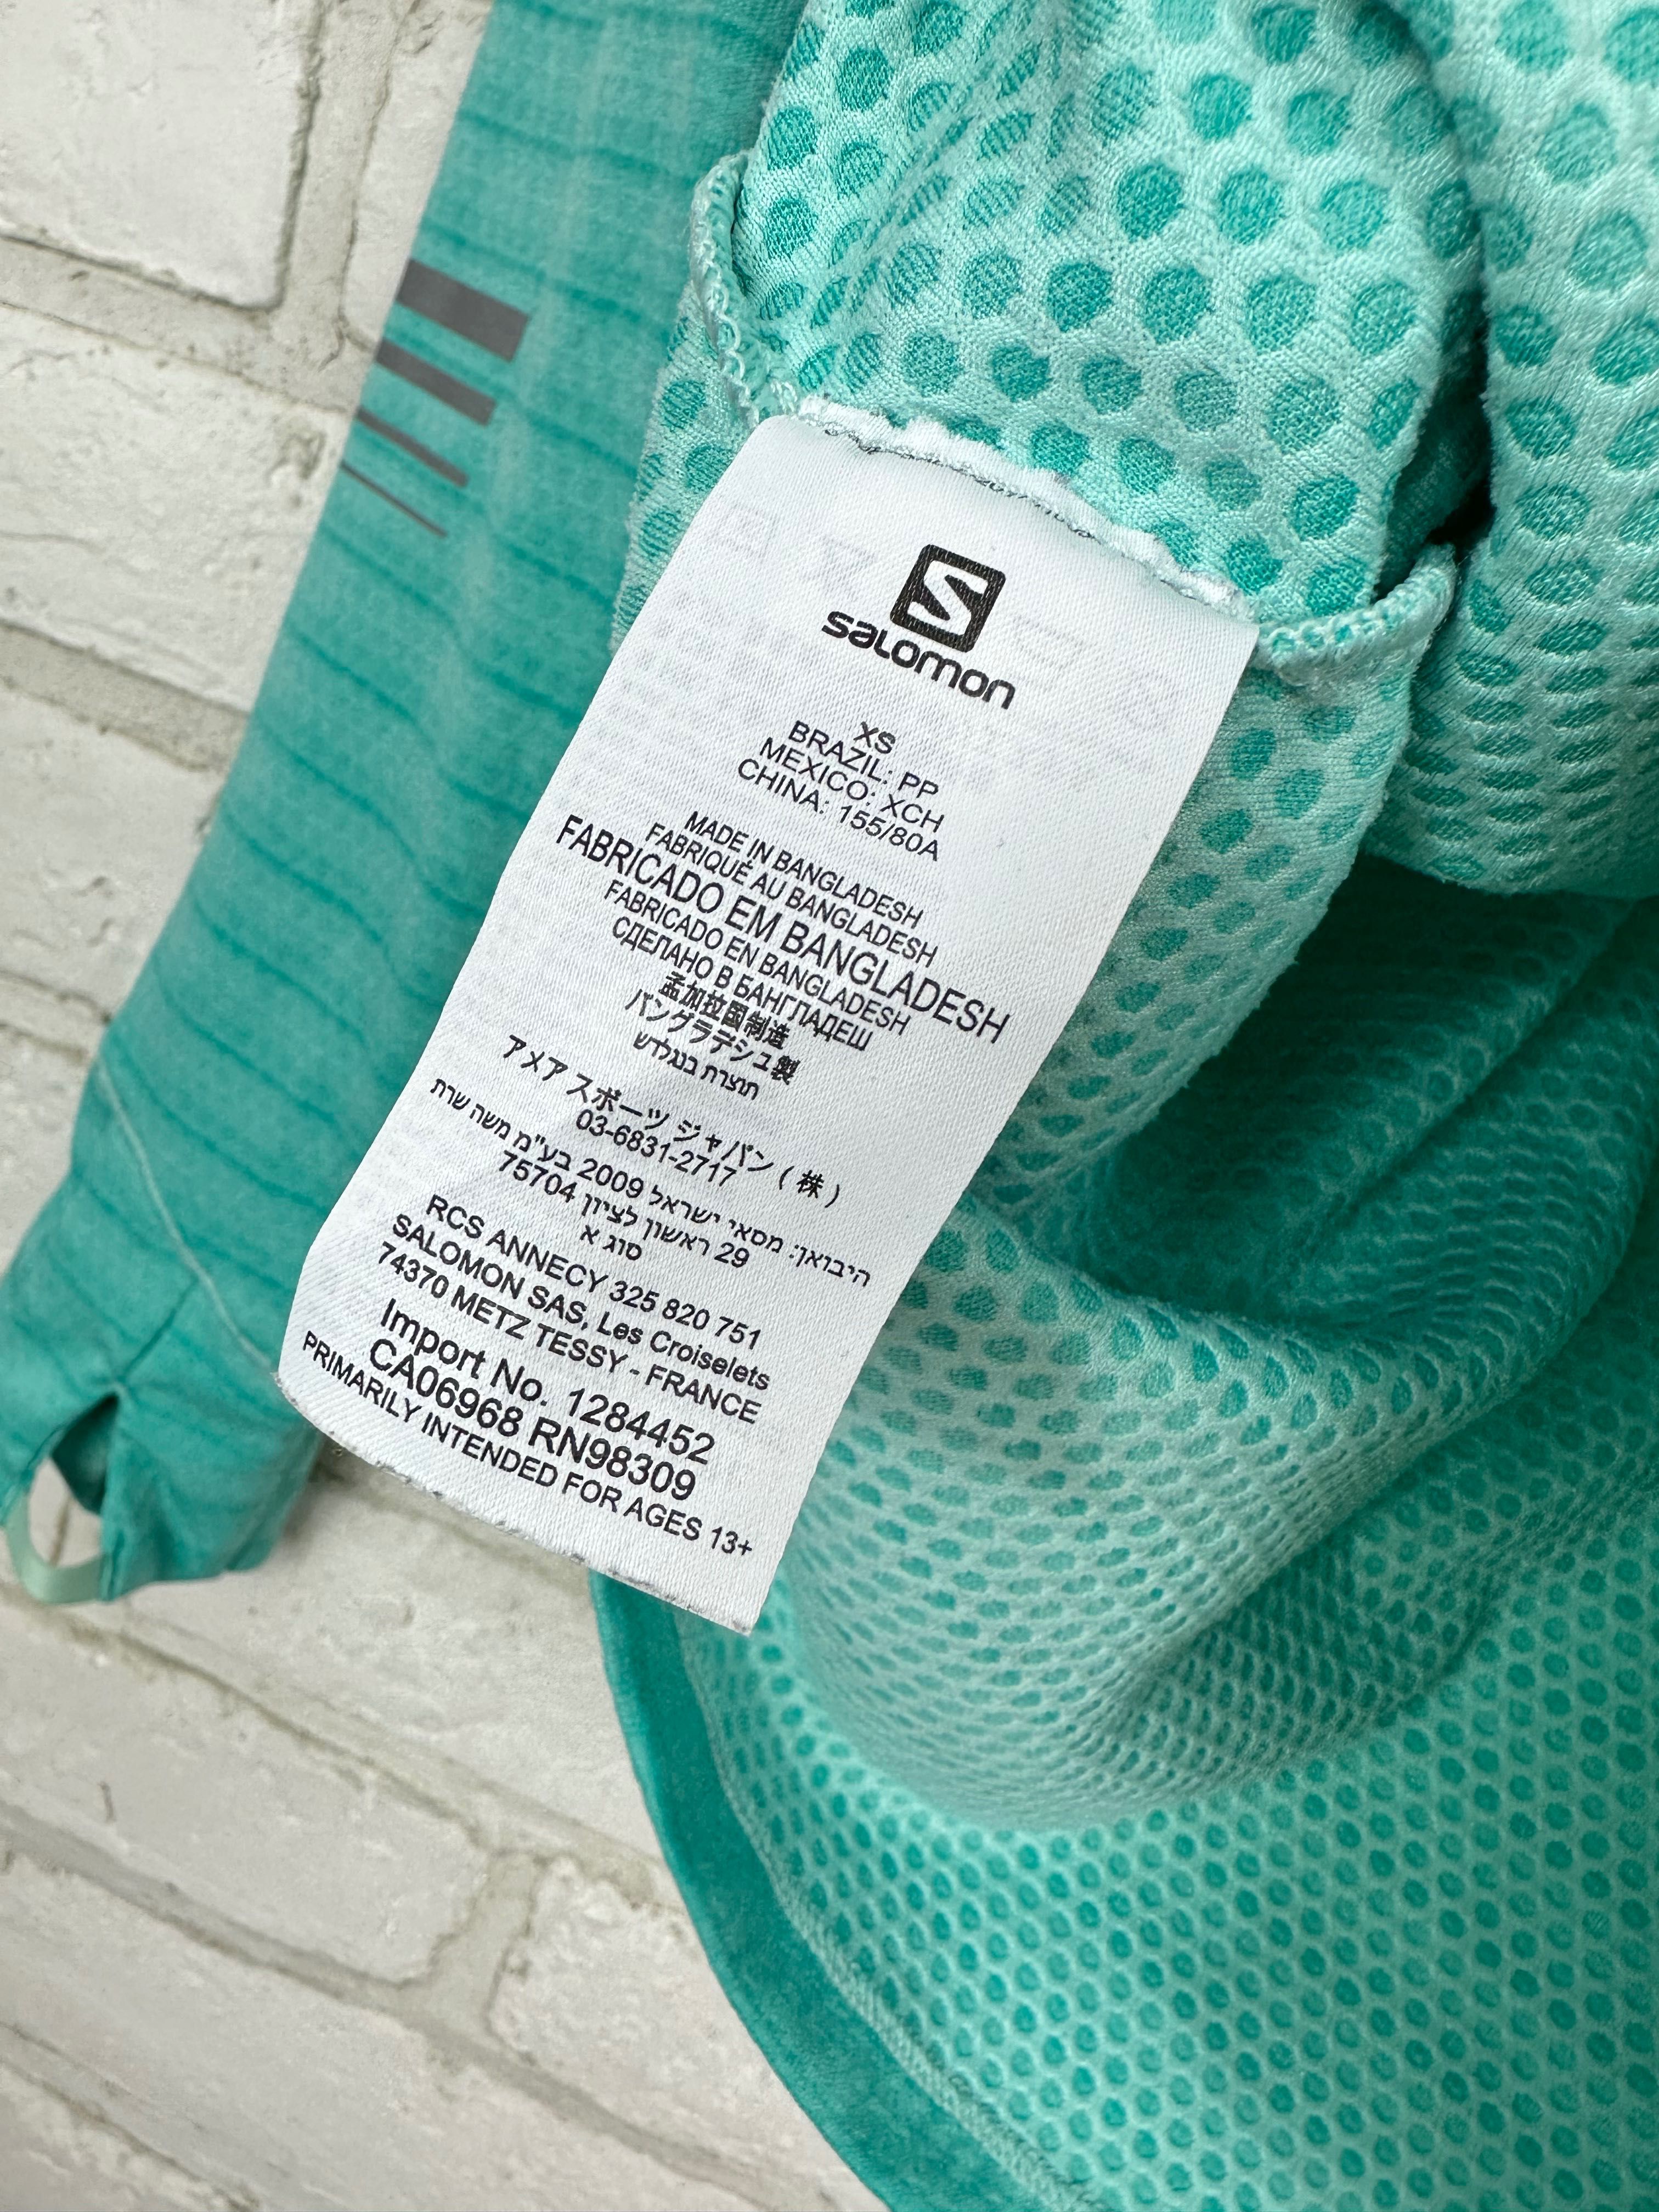 SALOMON
XS
BRAZIL: PP
MEXICO: XCH
CHINA: 155/80A
MADE IN BANGLADESH
FABRIQUÉ AU BANGLADESH
FABRICADO EM BANGLADESH
FABRICADO EN BANGLADESH
СДЕЛАНО В БАНГЛАДЕШ
孟加拉国制造
バングラデシュ製
תוצרת בנגלדש
アメア スポーツ ジャパン (株)
03-6831-2717
היבואן: מסאי ישראל 2009 בע"מ משה שרת
29 ראשון לציון 75704
סוג א
RCS ANNECY 325 820 751
SALOMON SAS, Les Croiselets
74370 METZ TESSY - FRANCE
Import No. 1284452
CA06968 RN98309
PRIMARILY INTENDED FOR AGES 13+